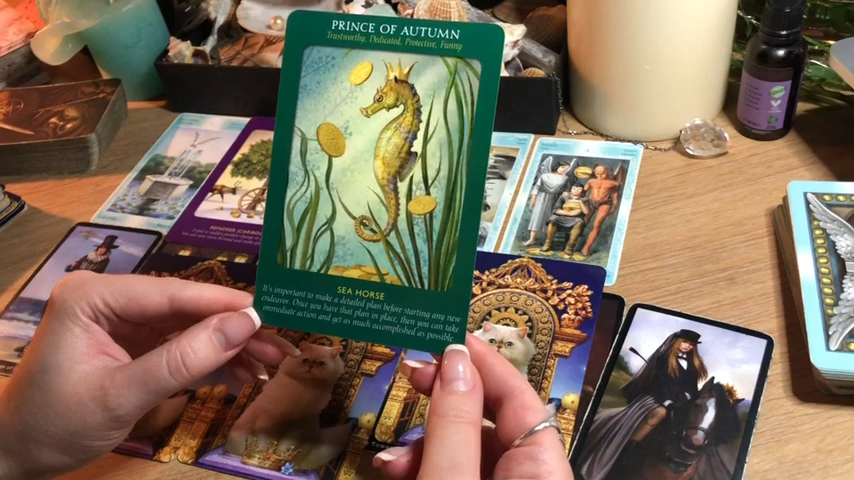 PRINCE OF AUTUMN
Trustworthy, Dedicated, Protective, Funny
SEA HORSE
It's important to make a detailed plan before starting any new
endeavor. Once you have that plan in place, then you can take
immediate action and get as much accomplished as possible
REINDEER